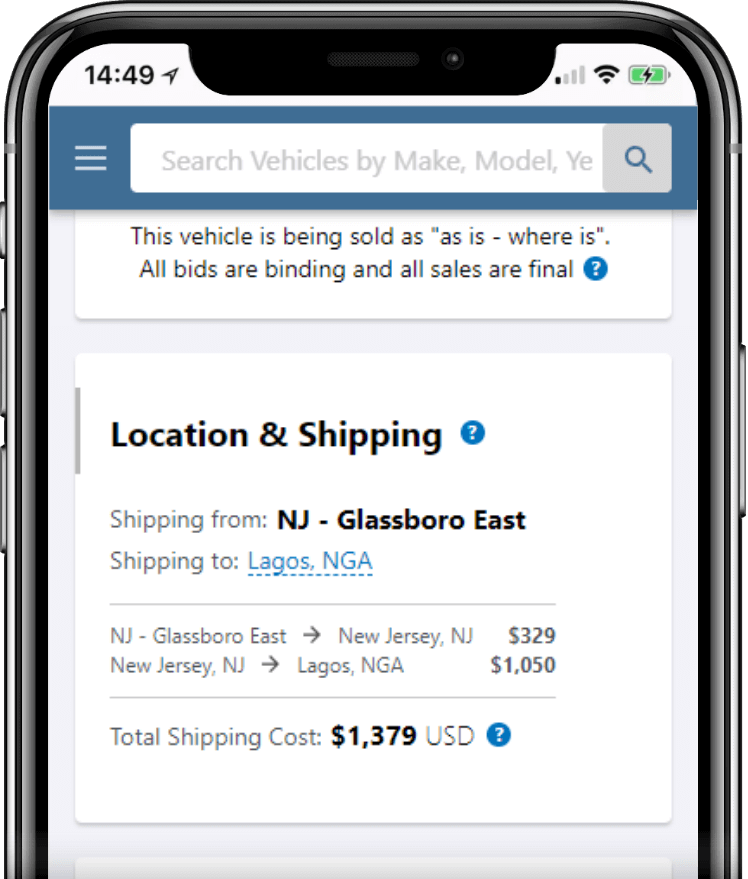 14:49
Search Vehicles by Make, Model, Ye
This vehicle is being sold as "as is - where is".
All bids are binding and all sales are final ?
Location & Shipping ?
Shipping from: NJ - Glassboro East
Shipping to: Lagos, NGA
NJ - Glassboro East → New Jersey, NJ $329
New Jersey, NJ → Lagos, NGA $1,050
Total Shipping Cost: $1,379 USD ?